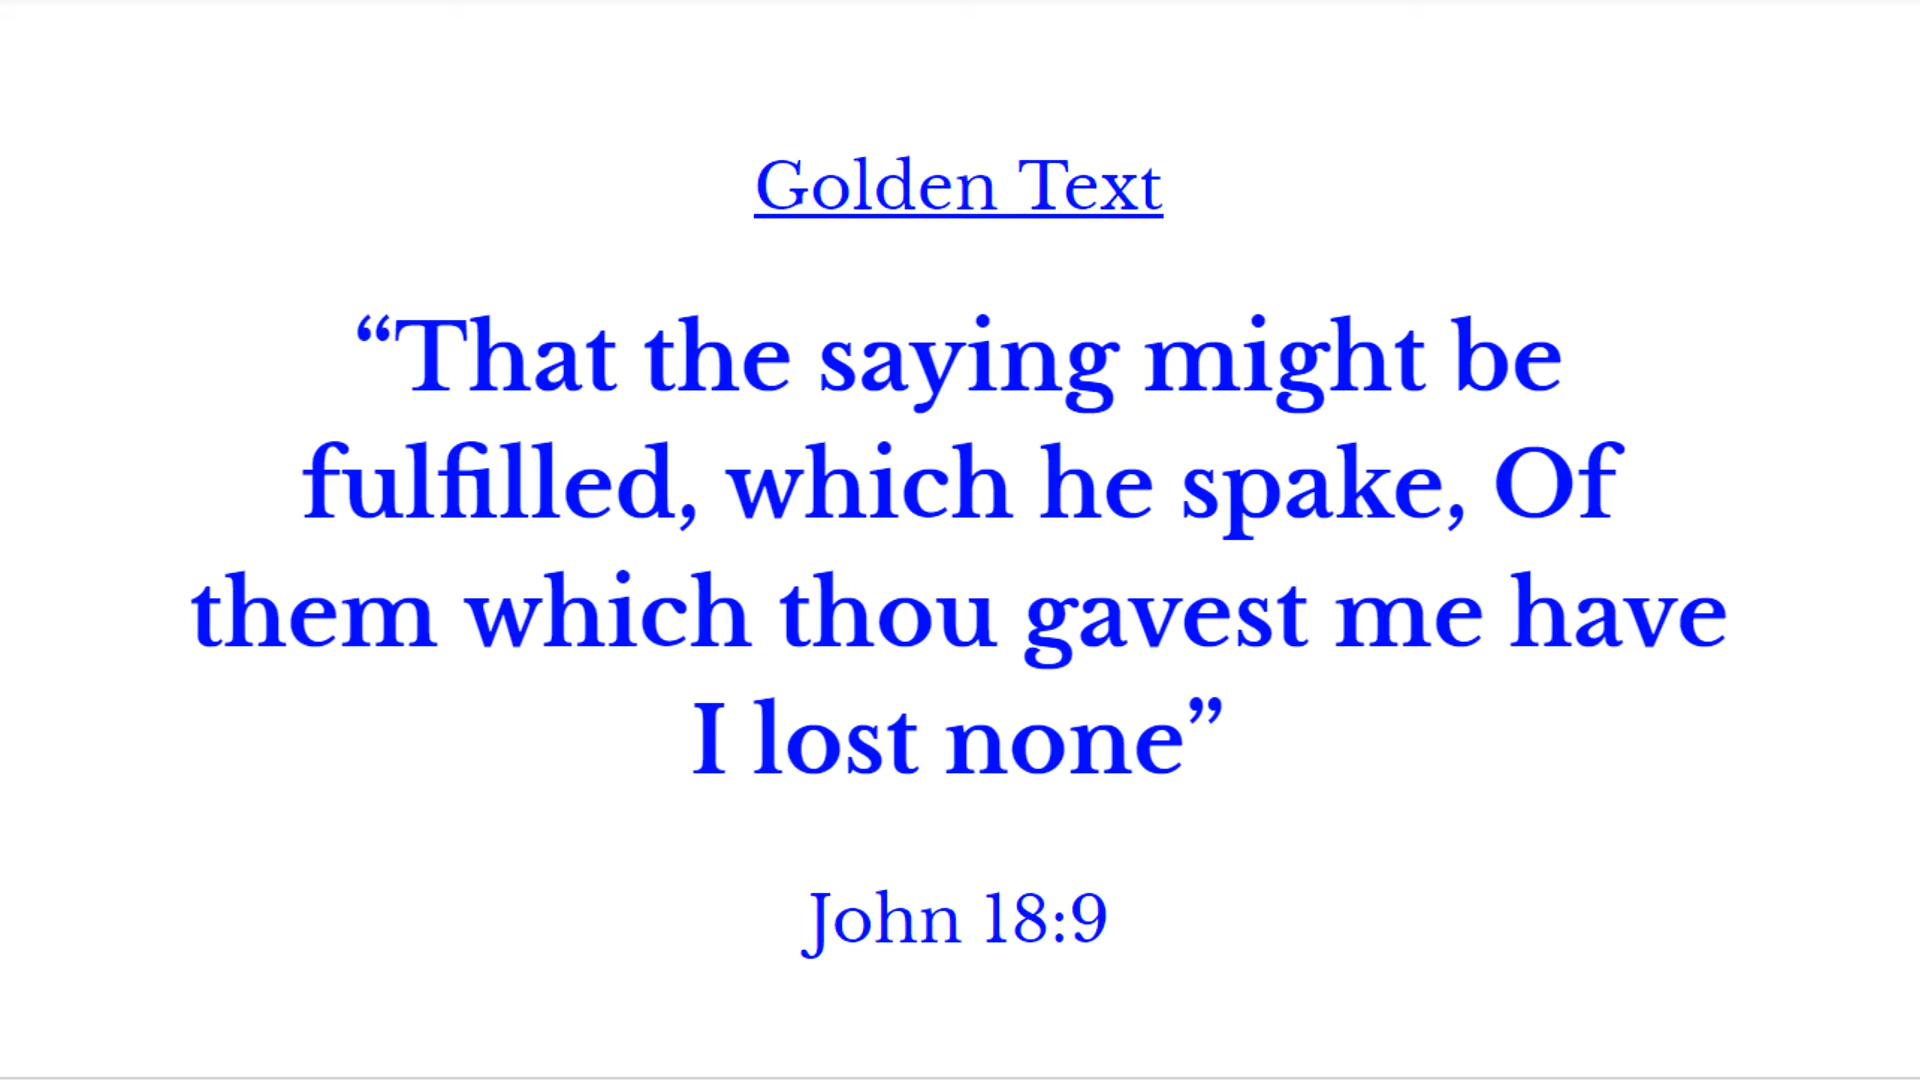 Golden Text
“That the saying might be
fulfilled, which he spake, Of
them which thou gavest me have
I lost none”
John 18:9